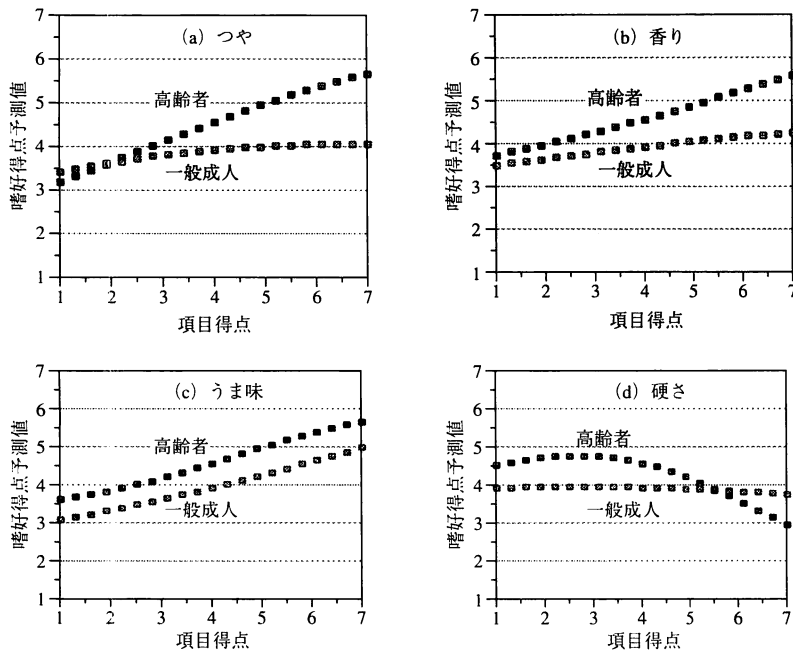 (a) つや
嗜好得点予測値
7
6
5
4
3
2
1
高齢者
一般成人
1 2 3 4 5 6 7
項目得点
(b) 香り
嗜好得点予測値
7
6
5
4
3
2
1
高齢者
一般成人
1 2 3 4 5 6 7
項目得点
(c) うま味
嗜好得点予測値
7
6
5
4
3
2
1
高齢者
一般成人
1 2 3 4 5 6 7
項目得点
(d) 硬さ
嗜好得点予測値
7
6
5
4
3
2
1
高齢者
一般成人
1 2 3 4 5 6 7
項目得点